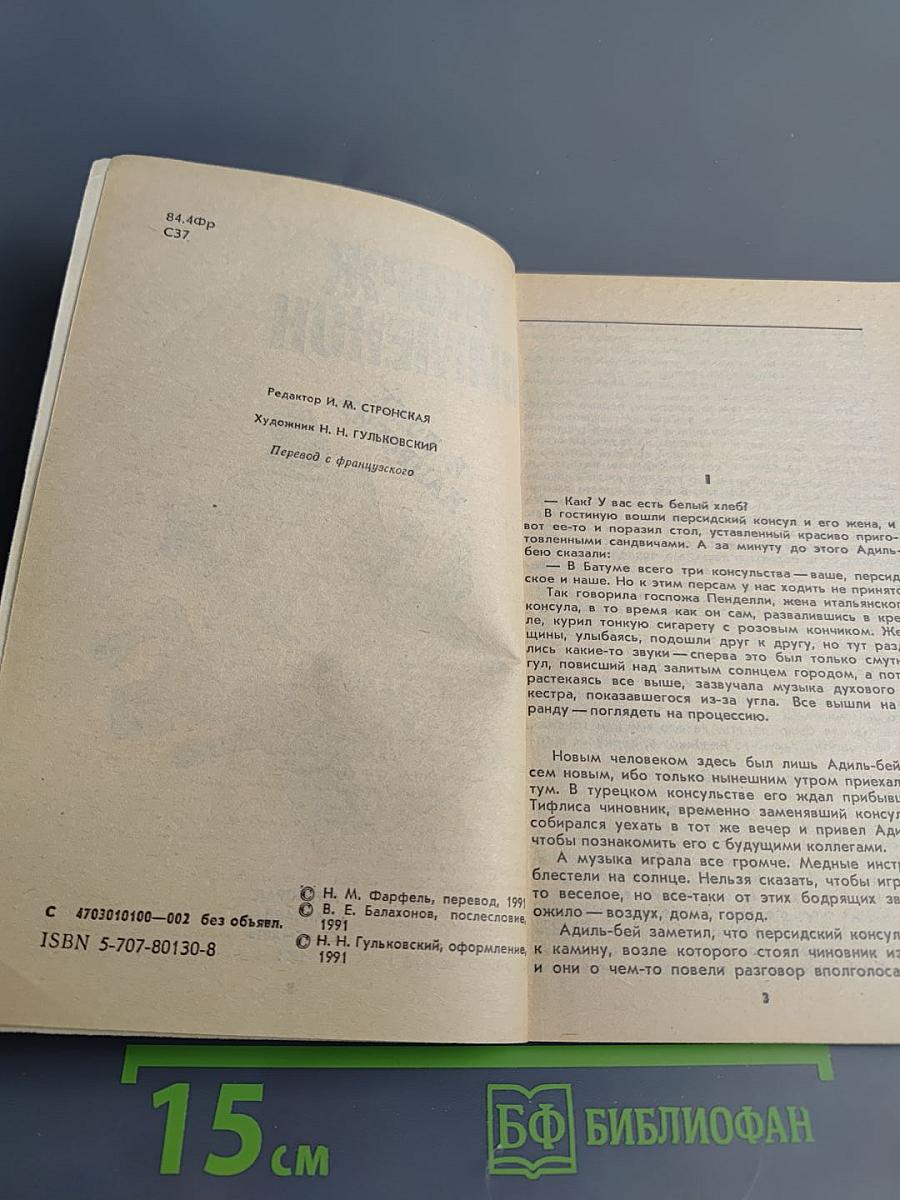 84.4Фр
С37
Редактор И. М. СТРОНСКАЯ
Художник Н. Н. ГУЛЬКОВСКИЙ
Перевод с французского
© Н. М. Фарфель, перевод, 1991
© В. Е. Балахонов, послесловие,
1991
© Н. Н. Гульковский, оформление,
1991
С 4703010100—002 без объявл.
ISBN 5-707-80130-8
I
— Как? У вас есть белый хлеб?
В гостиную вошли персидский консул и его жена, и
вот ее-то и поразил стол, уставленный красиво приго-
товленными сандвичами. А за минуту до этого Адиль-
бею сказали:
— В Батуме всего три консульства — ваше, персид
ское и наше. Но к этим персам у нас ходить не принято
Так говорила госпожа Пенделли, жена итальянског
консула, в то время как он сам, развалившись в кре
ле, курил тонкую сигарету с розовым кончиком. Же
щины, улыбаясь, подошли друг к другу, но тут разд
лись какие-то звуки — сперва это был только смутн
гул, повисший над залитым солнцем городом, а пот
растекаясь все выше, зазвучала музыка духового
кестра, показавшегося из-за угла. Все вышли на
ранду — поглядеть на процессию.
Новым человеком здесь был лишь Адиль-бей
сем новым, ибо только нынешним утром приехал
тум. В турецком консульстве его ждал прибывш
Тифлиса чиновник, временно заменявший консул
собирался уехать в тот же вечер и привел Ади
чтобы познакомить его с будущими коллегами.
А музыка играла все громче. Медные инстр
блестели на солнце. Нельзя сказать, чтобы игр
то веселое, но все-таки от этих бодрящих зв
ожило — воздух, дома, город.
Адиль-бей заметил, что персидский консул
к камину, возле которого стоял чиновник из
и они о чем-то повели разговор вполголоса
3
15 см
БФ БИБЛИОФАН